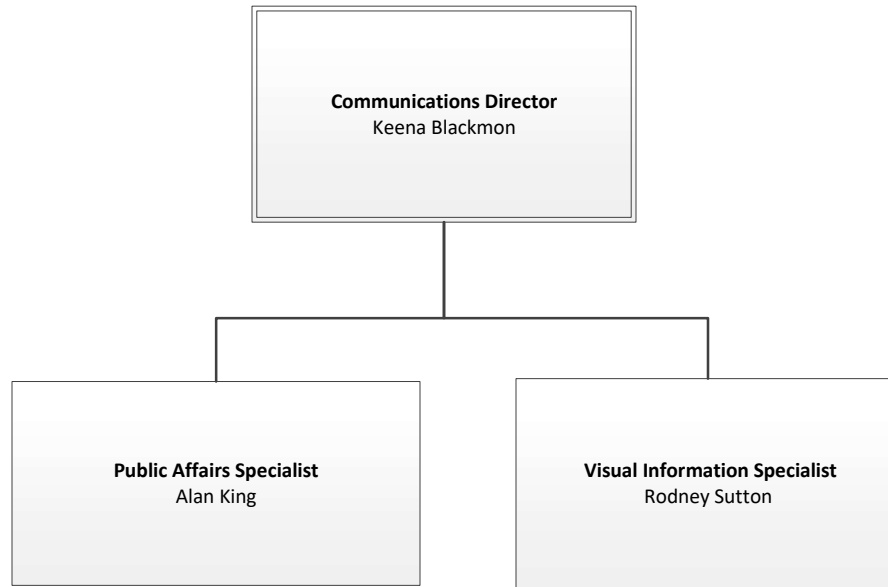 Communications Director
Keena Blackmon
Public Affairs Specialist
Alan King
Visual Information Specialist
Rodney Sutton